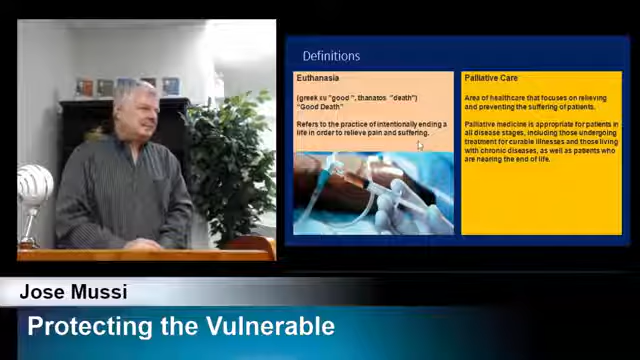 Definitions
Euthanasia
(greek eu "good ", thanatos "death")
"Good Death"
Refers to the practice of intentionally ending a
life in order to relieve pain and suffering.
Palliative Care
Area of healthcare that focuses on relieving
and preventing the suffering of patients.
Palliative medicine is appropriate for patients in
all disease stages, including those undergoing
treatment for curable illnesses and those living
with chronic diseases, as well as patients who
are nearing the end of life.
Jose Mussi
Protecting the Vulnerable